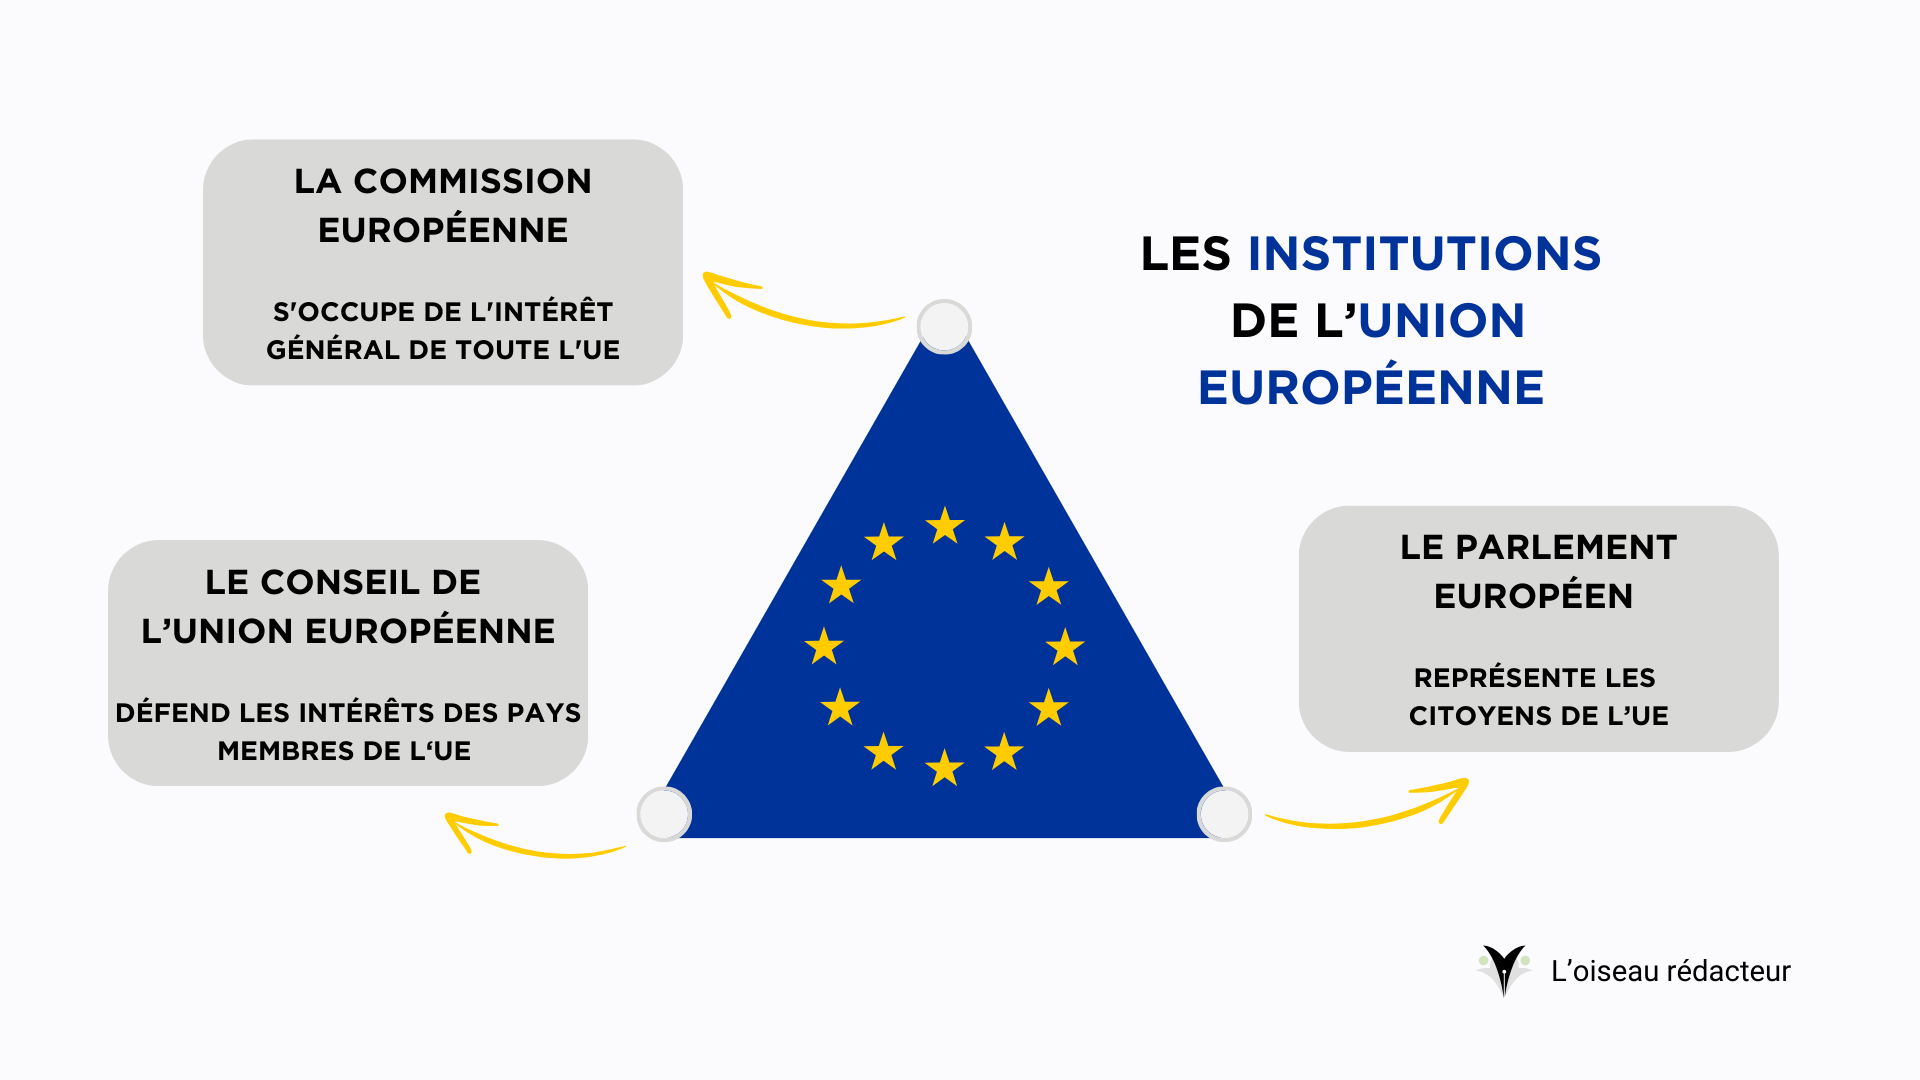 LA COMMISSION
EUROPÉENNE
S'OCCUPE DE L'INTÉRÊT
GÉNÉRAL DE TOUTE L'UE
LES INSTITUTIONS
DE L’UNION
EUROPÉENNE
LE CONSEIL DE
L’UNION EUROPÉENNE
DÉFEND LES INTÉRÊTS DES PAYS
MEMBRES DE L‘UE
LE PARLEMENT
EUROPÉEN
REPRÉSENTE LES
CITOYENS DE L’UE
L’oiseau rédacteur